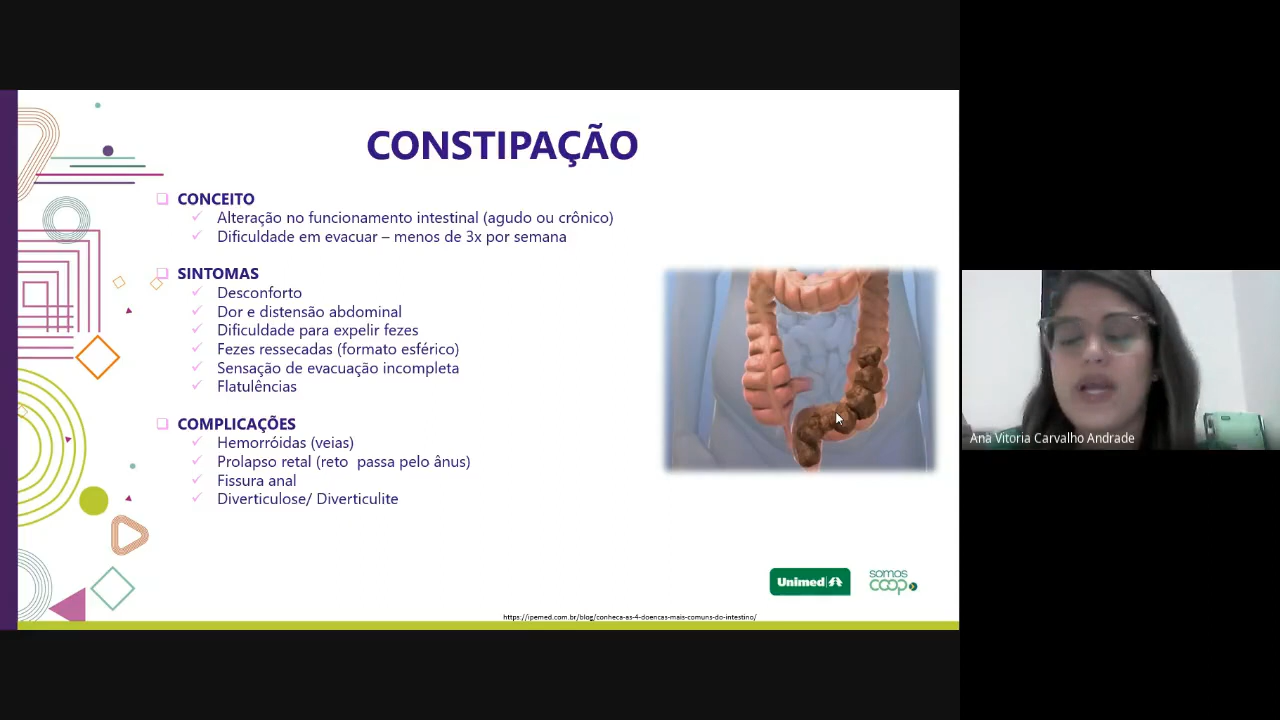 CONSTIPAÇÃO
CONCEITO
Alteração no funcionamento intestinal (agudo ou crônico)
Dificuldade em evacuar – menos de 3x por semana
SINTOMAS
Desconforto
Dor e distensão abdominal
Dificuldade para expelir fezes
Fezes ressecadas (formato esférico)
Sensação de evacuação incompleta
Flatulências
COMPLICAÇÕES
Hemorróidas (veias)
Prolapso retal (reto  passa pelo ânus)
Fissura anal
Diverticulose/ Diverticulite
Unimed
somos
coop
https://ipemed.com.br/blog/conheca-as-4-doencas-mais-comuns-do-intestino/
Ana Vitoria Carvalho Andrade